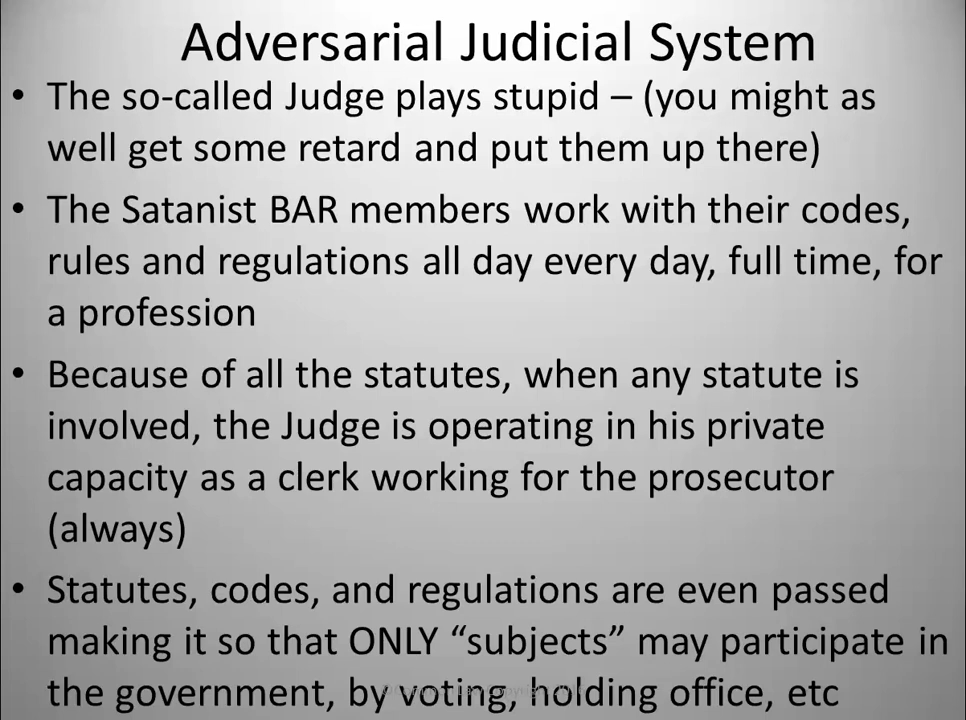 Adversarial Judicial System
• The so-called Judge plays stupid – (you might as
well get some retard and put them up there)
• The Satanist BAR members work with their codes,
rules and regulations all day every day, full time, for
a profession
• Because of all the statutes, when any statute is
involved, the Judge is operating in his private
capacity as a clerk working for the prosecutor
(always)
• Statutes, codes, and regulations are even passed
making it so that ONLY “subjects” may participate in
the government, by voting, holding office, etc